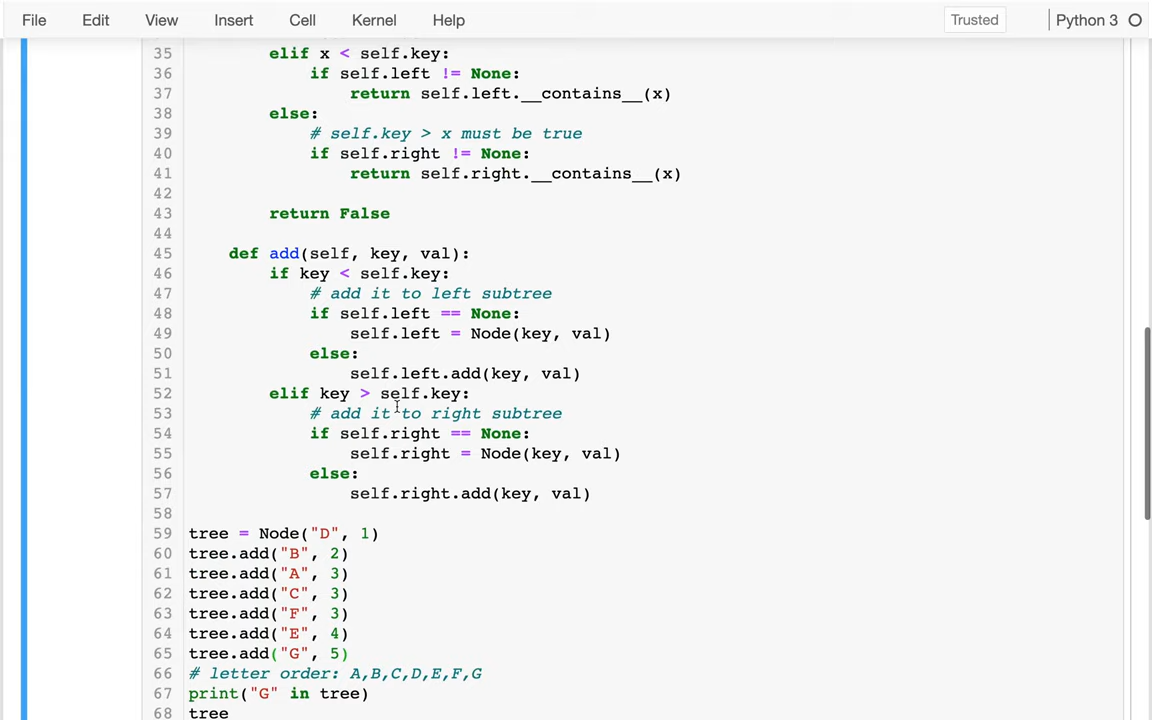 File Edit View Insert Cell Kernel Help Trusted Python 3
35 elif x < self.key:
36 if self.left != None:
37 return self.left.__contains__(x)
38 else:
39 # self.key > x must be true
40 if self.right != None:
41 return self.right.__contains__(x)
42
43 return False
44
45 def add(self, key, val):
46 if key < self.key:
47 # add it to left subtree
48 if self.left == None:
49 self.left = Node(key, val)
50 else:
51 self.left.add(key, val)
52 elif key > self.key:
53 # add it to right subtree
54 if self.right == None:
55 self.right = Node(key, val)
56 else:
57 self.right.add(key, val)
58
59 tree = Node("D", 1)
60 tree.add("B", 2)
61 tree.add("A", 3)
62 tree.add("C", 3)
63 tree.add("F", 3)
64 tree.add("E", 4)
65 tree.add("G", 5)
66 # letter order: A,B,C,D,E,F,G
67 print("G" in tree)
68 tree